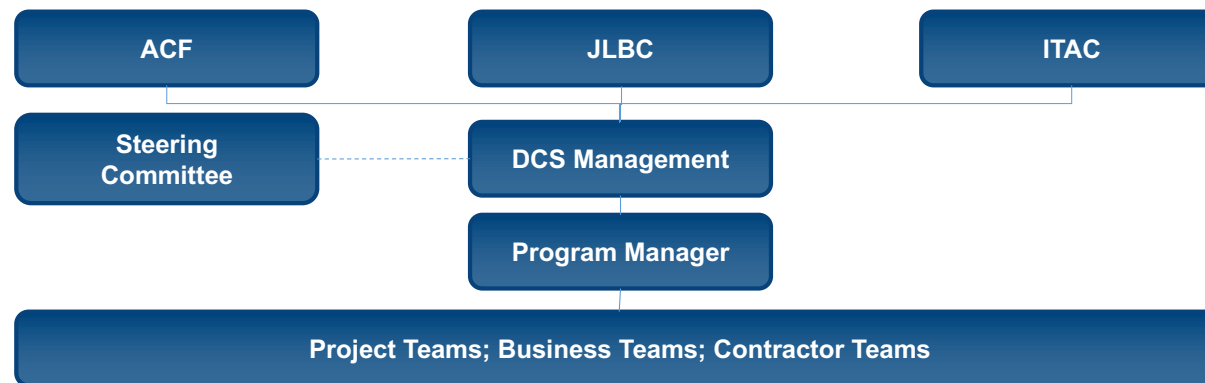 ACF
JLBC
ITAC
Steering
Committee
DCS Management
Program Manager
Project Teams; Business Teams; Contractor Teams